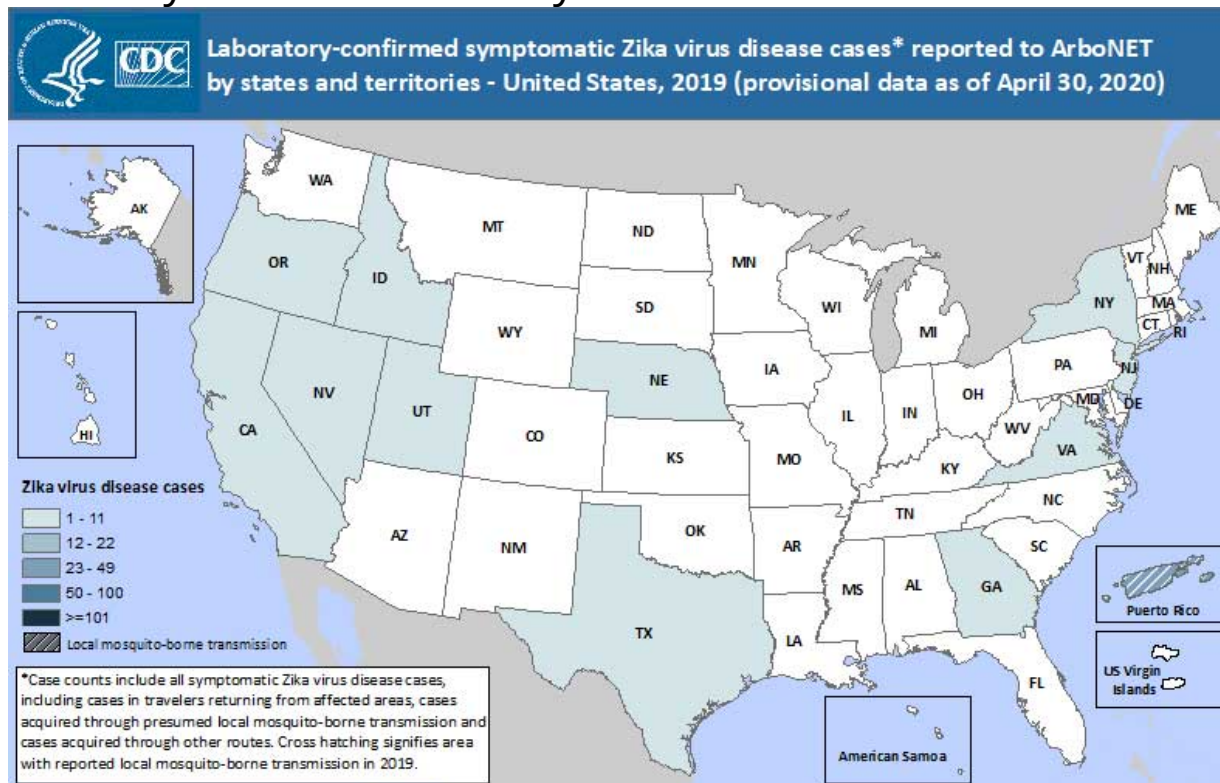 CDC
Laboratory-confirmed symptomatic Zika virus disease cases* reported to ArboNET
by states and territories - United States, 2019 (provisional data as of April 30, 2020)
AK
WA
MT
ND
MN
ME
VT
NH
OR
ID
WY
SD
WI
MI
NY
MA
CT
RI
HI
CA
NV
UT
CO
NE
KS
IA
IL
IN
OH
PA
NJ
MD
DE
WV
VA
MO
KY
AZ
NM
OK
AR
TN
NC
SC
TX
LA
MS
AL
GA
FL
Zika virus disease cases
1 - 11
12 - 22
23 - 49
50 - 100
>=101
Local mosquito-borne transmission
*Case counts include all symptomatic Zika virus disease cases,
including cases in travelers returning from affected areas, cases
acquired through presumed local mosquito-borne transmission and
cases acquired through other routes. Cross hatching signifies area
with reported local mosquito-borne transmission in 2019.
Puerto Rico
US Virgin
Islands
American Samoa